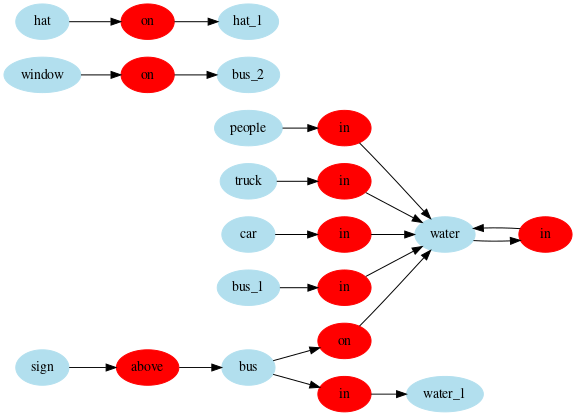 hat on hat_1
window on bus_2
people in
truck in
car in water in
bus_1 in
on
sign above bus
in water_1